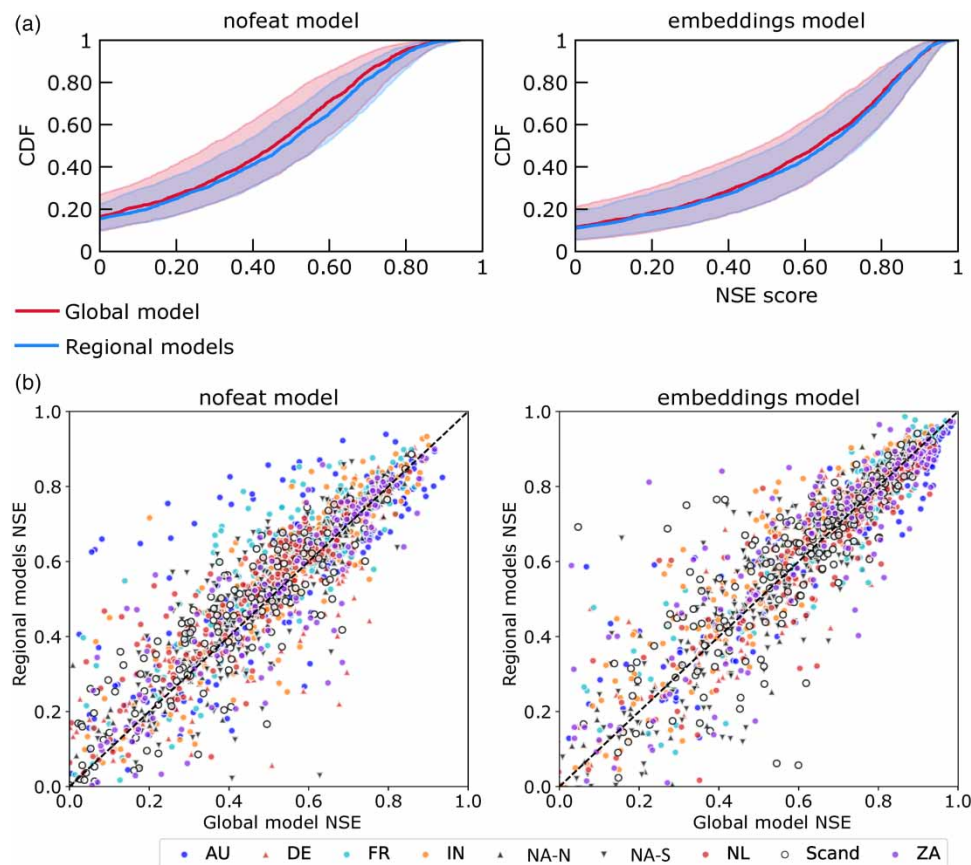 (a)
nofeat model
embeddings model
1
0.80
0.60
0.40
0.20
0
CDF
0 0.20 0.40 0.60 0.80 1
1
0.80
0.60
0.40
0.20
0
CDF
0 0.20 0.40 0.60 0.80 1
NSE score
Global model
Regional models
(b)
nofeat model
embeddings model
1.0
0.8
0.6
0.4
0.2
0.0
Regional models NSE
0.0 0.2 0.4 0.6 0.8 1.0
Global model NSE
1.0
0.8
0.6
0.4
0.2
0.0
Regional models NSE
0.0 0.2 0.4 0.6 0.8 1.0
Global model NSE
AU DE FR IN NA-N NA-S NL Scand ZA